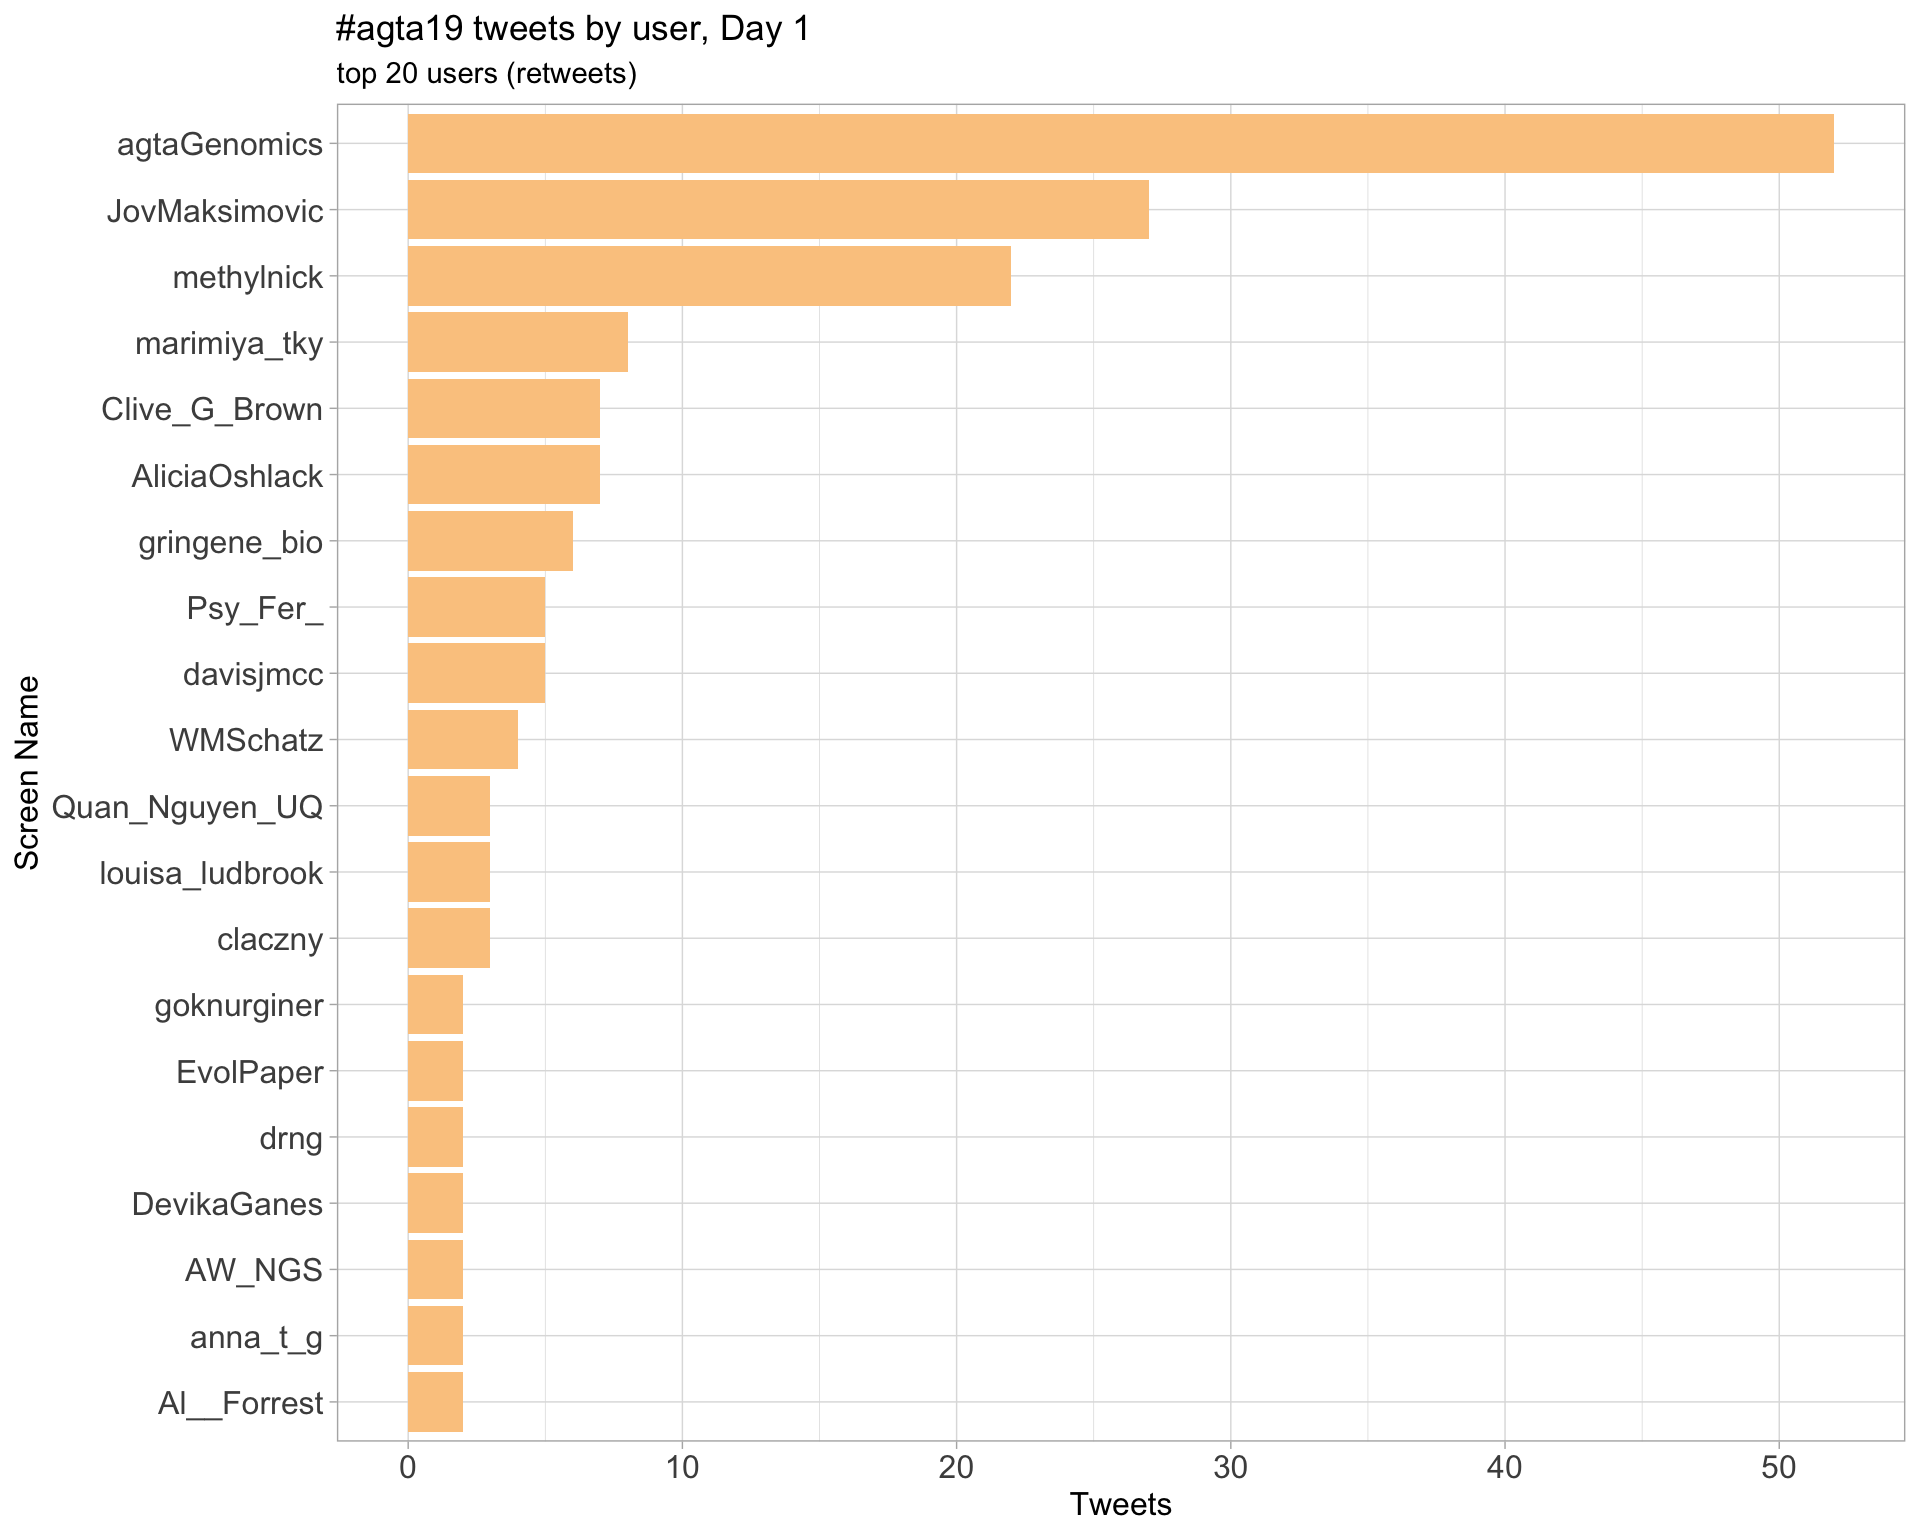 #agta19 tweets by user, Day 1
top 20 users (retweets)
agtaGenomics
JovMaksimovic
methylnick
marimiya_tky
Clive_G_Brown
AliciaOshlack
gringene_bio
Psy_Fer_
davisjmcc
WMSchatz
Quan_Nguyen_UQ
louisa_ludbrook
claczny
goknurginer
EvolPaper
drng
DevikaGanes
AW_NGS
anna_t_g
Al__Forrest
Screen Name
0 10 20 30 40 50
Tweets